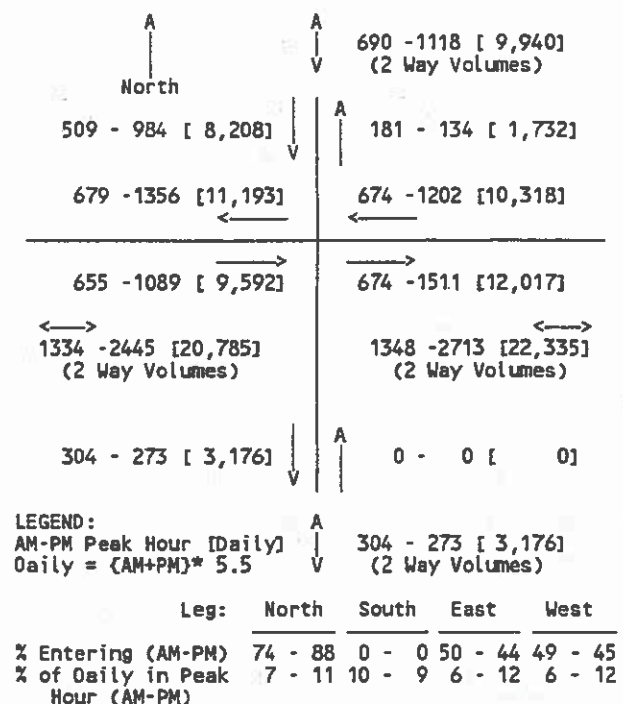 690 -1118 [ 9,940]
(2 Way Volumes)
North
509 - 984 [ 8,208] 181 - 134 [ 1,732]
679 -1356 [11,193] 674 -1202 [10,318]
655 -1089 [ 9,592] 674 -1511 [12,017]
1334 -2445 [20,785] 1348 -2713 [22,335]
(2 Way Volumes) (2 Way Volumes)
304 - 273 [ 3,176] 0 - 0 [ 0]
LEGEND:
AM-PM Peak Hour [Daily] 304 - 273 [ 3,176]
Daily = {AM+PM}* 5.5 (2 Way Volumes)
Leg: North South East West
% Entering (AM-PM) 74 - 88 0 - 0 50 - 44 49 - 45
% of Daily in Peak 7 - 11 10 - 9 6 - 12 6 - 12
Hour (AM-PM)